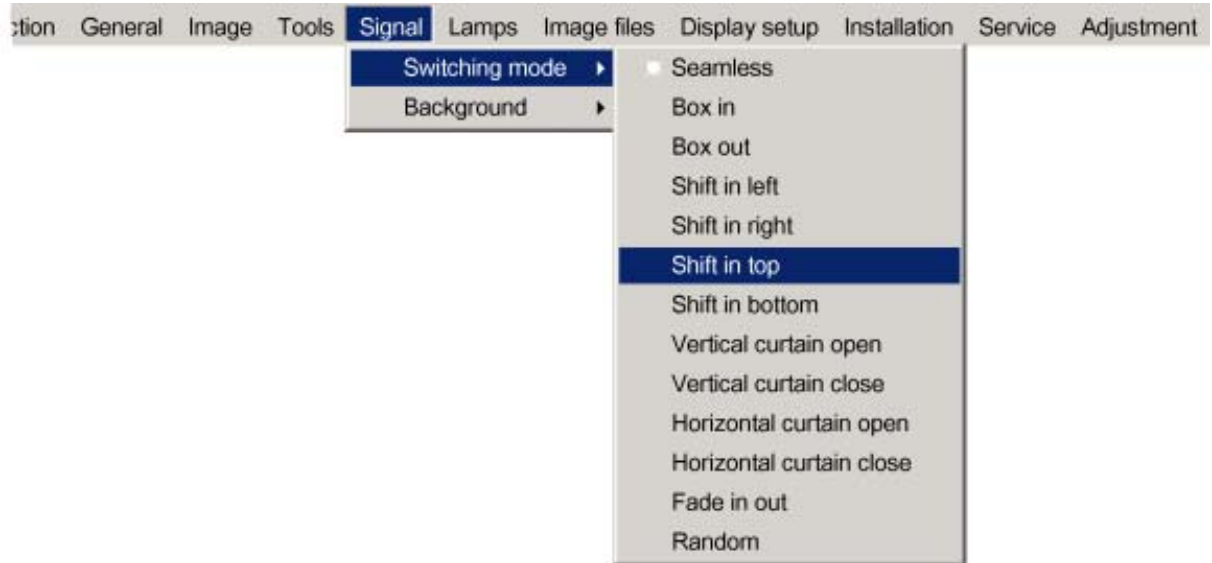 ction General Image Tools Signal Lamps Image files Display setup Installation Service Adjustment
Switching mode
Background
Seamless
Box in
Box out
Shift in left
Shift in right
Shift in top
Shift in bottom
Vertical curtain open
Vertical curtain close
Horizontal curtain open
Horizontal curtain close
Fade in out
Random